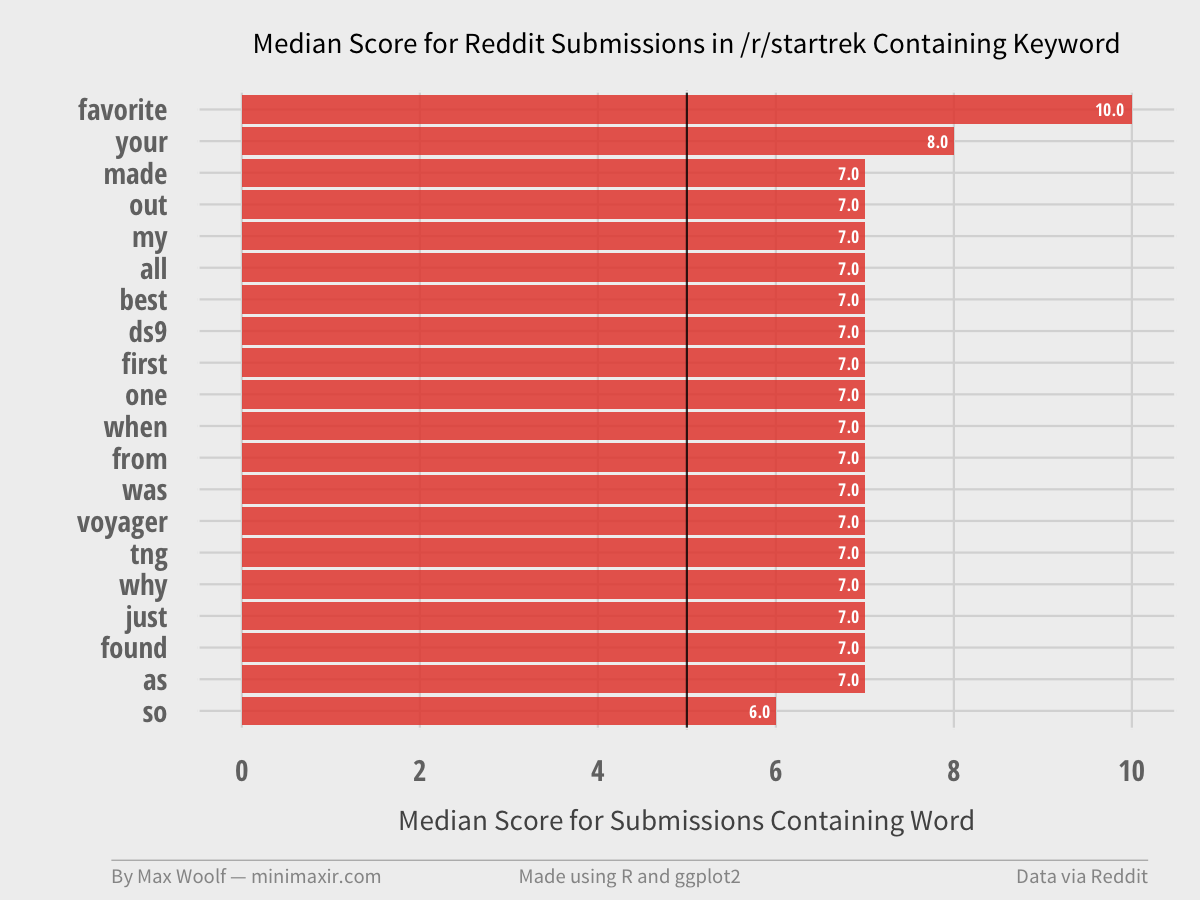 Median Score for Reddit Submissions in /r/startrek Containing Keyword
favorite 10.0
your 8.0
made 7.0
out 7.0
my 7.0
all 7.0
best 7.0
ds9 7.0
first 7.0
one 7.0
when 7.0
from 7.0
was 7.0
voyager 7.0
tng 7.0
why 7.0
just 7.0
found 7.0
as 7.0
so 6.0
0 2 4 6 8 10
Median Score for Submissions Containing Word
By Max Woolf — minimaxir.com Made using R and ggplot2 Data via Reddit